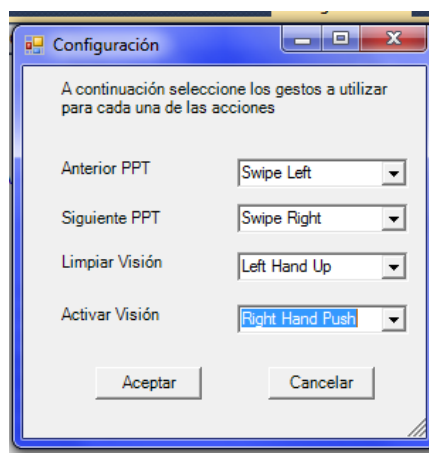 Configuración
A continuación seleccione los gestos a utilizar
para cada una de las acciones
Anterior PPT Swipe Left
Siguiente PPT Swipe Right
Limpiar Visión Left Hand Up
Activar Visión Right Hand Push
Aceptar Cancelar